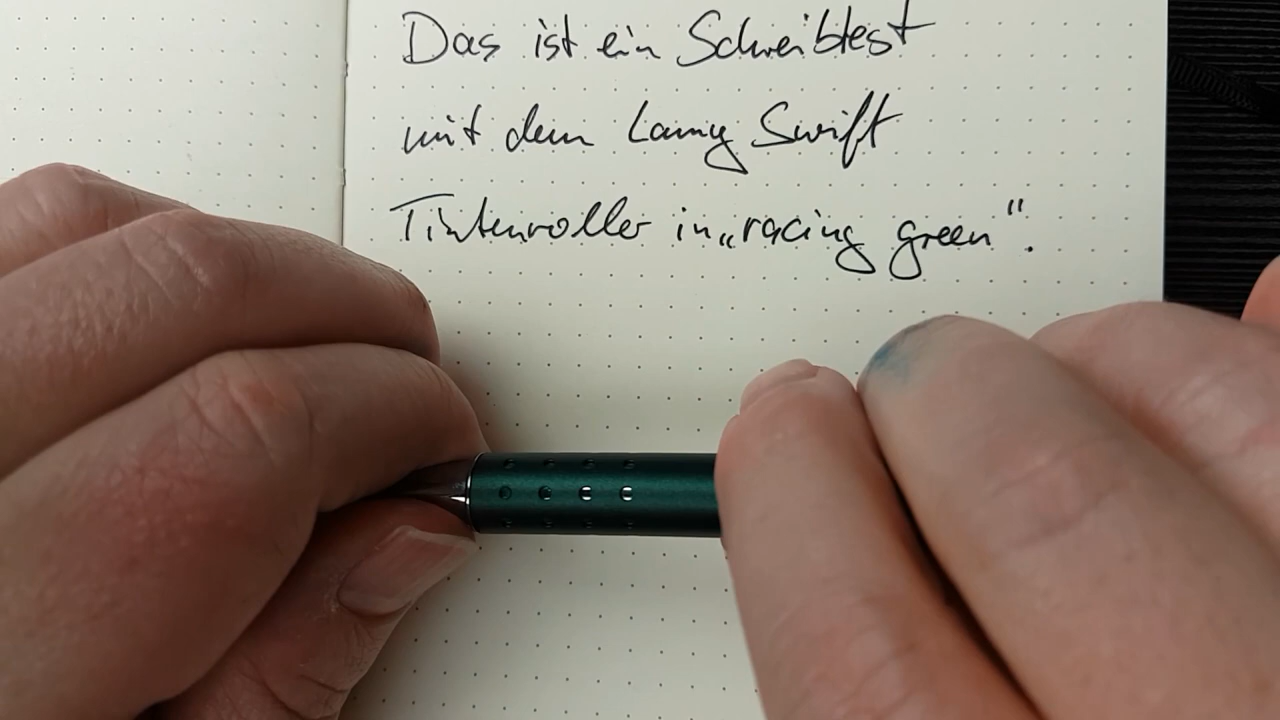 Das ist ein Schreibtest
mit dem Lamy Swift
Tintenroller in „racing green“.